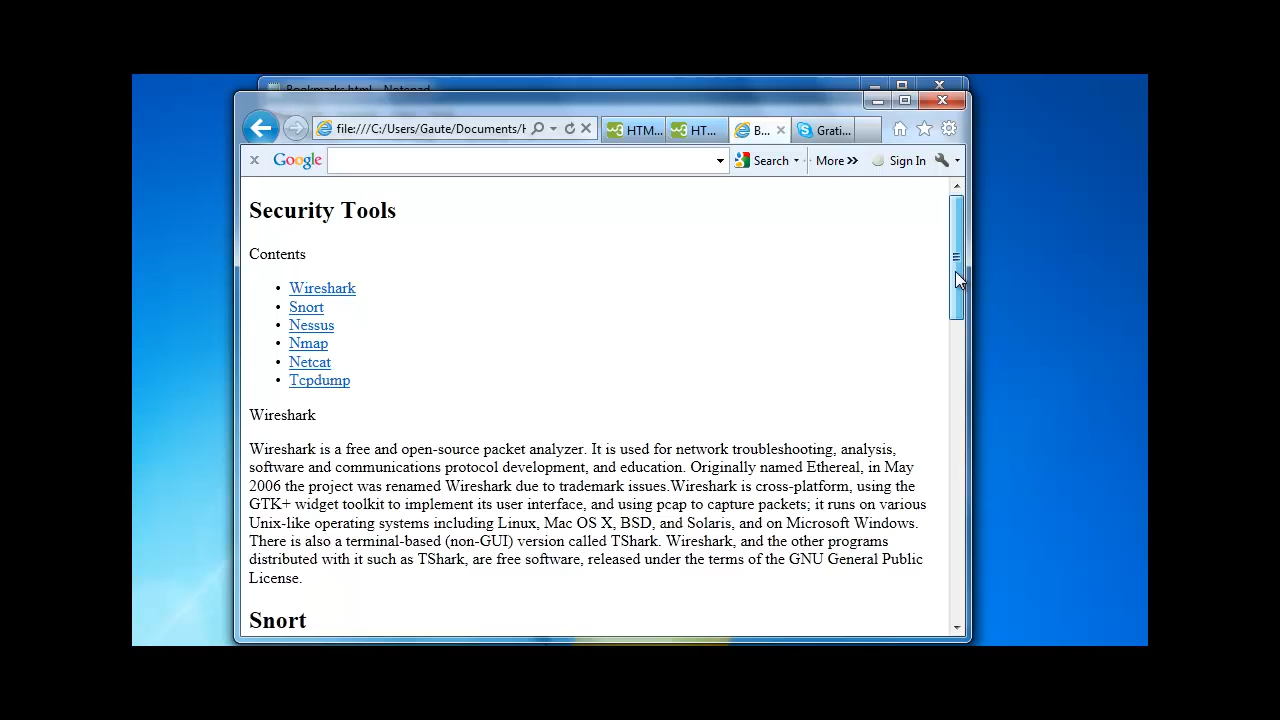 Bookmarks.html - Notepad
file:///C:/Users/Gaute/Documents/H
HTM...
HT...
B...
Grati...
x Google
Search
More »
Sign In
Security Tools
Contents
• Wireshark
• Snort
• Nessus
• Nmap
• Netcat
• Tcpdump
Wireshark
Wireshark is a free and open-source packet analyzer. It is used for network troubleshooting, analysis,
software and communications protocol development, and education. Originally named Ethereal, in May
2006 the project was renamed Wireshark due to trademark issues.Wireshark is cross-platform, using the
GTK+ widget toolkit to implement its user interface, and using pcap to capture packets; it runs on various
Unix-like operating systems including Linux, Mac OS X, BSD, and Solaris, and on Microsoft Windows.
There is also a terminal-based (non-GUI) version called TShark. Wireshark, and the other programs
distributed with it such as TShark, are free software, released under the terms of the GNU General Public
License.
Snort